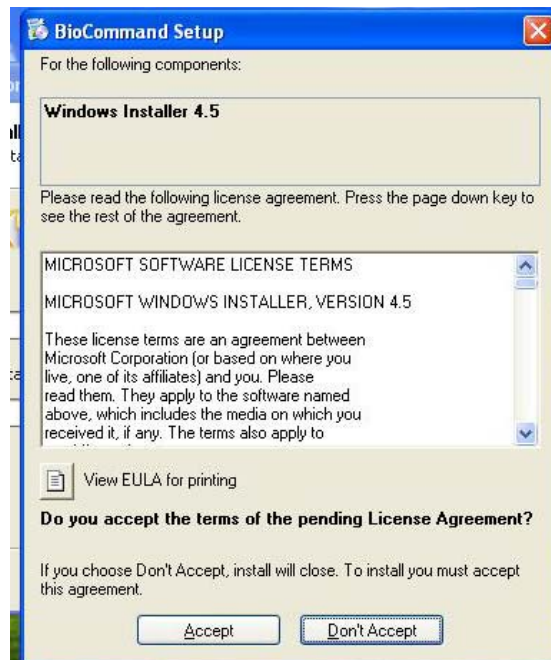 BioCommand Setup
For the following components:
Windows Installer 4.5
Please read the following license agreement. Press the page down key to
see the rest of the agreement.
MICROSOFT SOFTWARE LICENSE TERMS
MICROSOFT WINDOWS INSTALLER, VERSION 4.5
These license terms are an agreement between
Microsoft Corporation (or based on where you
live, one of its affiliates) and you. Please
read them. They apply to the software named
above, which includes the media on which you
received it, if any. The terms also apply to
View EULA for printing
Do you accept the terms of the pending License Agreement?
If you choose Don't Accept, install will close. To install you must accept
this agreement.
Accept
Don't Accept